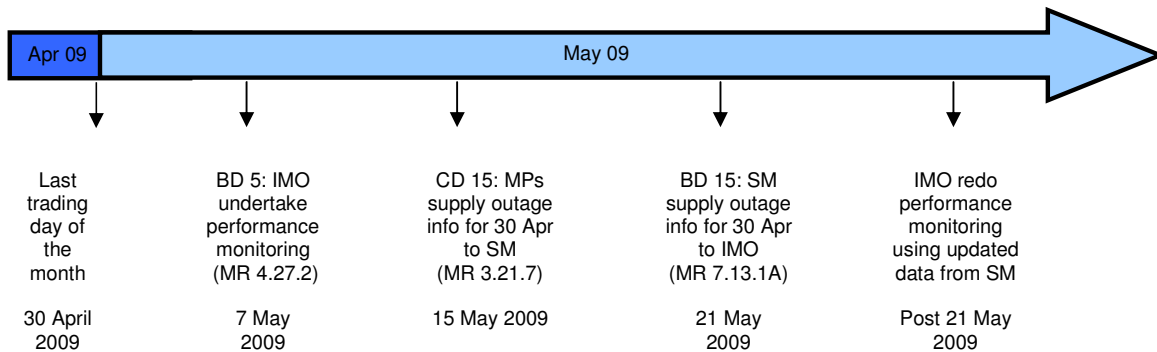 Apr 09
May 09
Last
trading
day of
the
month
30 April
2009
BD 5: IMO
undertake
performance
monitoring
(MR 4.27.2)
7 May
2009
CD 15: MPs
supply outage
info for 30 Apr
to SM
(MR 3.21.7)
15 May 2009
BD 15: SM
supply outage
info for 30 Apr
to IMO
(MR 7.13.1A)
21 May
2009
IMO redo
performance
monitoring
using updated
data from SM
Post 21 May
2009